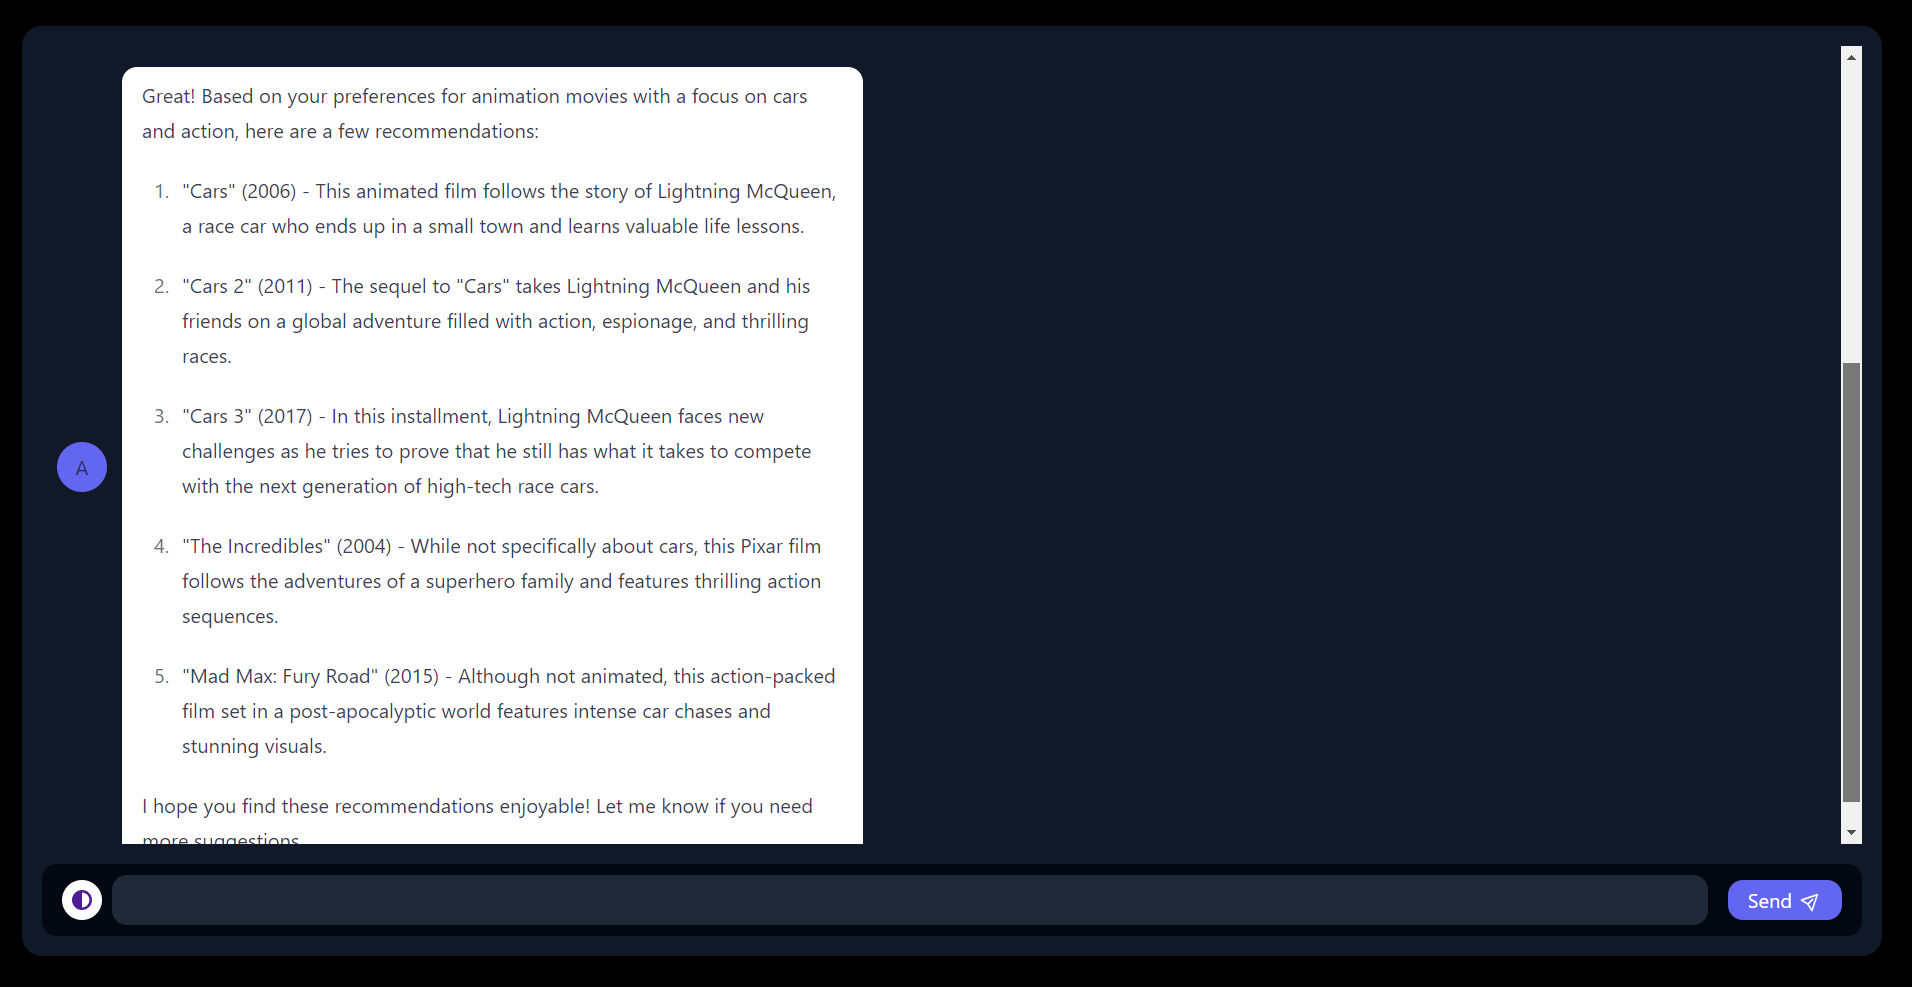 Great! Based on your preferences for animation movies with a focus on cars
and action, here are a few recommendations:
1. "Cars" (2006) - This animated film follows the story of Lightning McQueen,
a race car who ends up in a small town and learns valuable life lessons.
2. "Cars 2" (2011) - The sequel to "Cars" takes Lightning McQueen and his
friends on a global adventure filled with action, espionage, and thrilling
races.
3. "Cars 3" (2017) - In this installment, Lightning McQueen faces new
challenges as he tries to prove that he still has what it takes to compete
with the next generation of high-tech race cars.
A
4. "The Incredibles" (2004) - While not specifically about cars, this Pixar film
follows the adventures of a superhero family and features thrilling action
sequences.
5. "Mad Max: Fury Road" (2015) - Although not animated, this action-packed
film set in a post-apocalyptic world features intense car chases and
stunning visuals.
I hope you find these recommendations enjoyable! Let me know if you need
more suggestions
Send